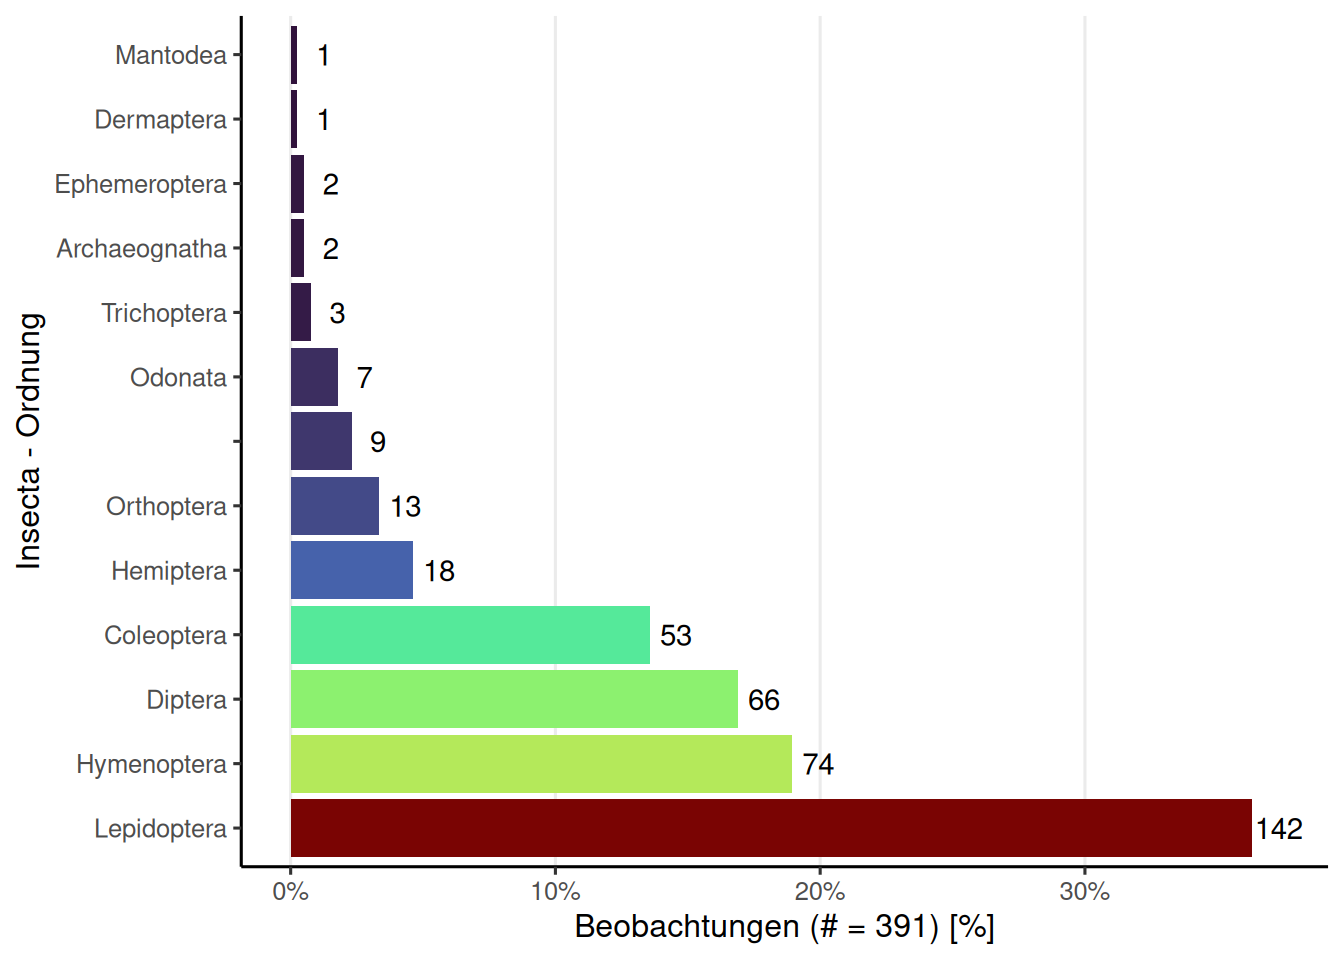 Insecta - Ordnung
Mantodea 1
Dermaptera 1
Ephemeroptera 2
Archaeognatha 2
Trichoptera 3
Odonata 7
9
Orthoptera 13
Hemiptera 18
Coleoptera 53
Diptera 66
Hymenoptera 74
Lepidoptera 142
0% 10% 20% 30%
Beobachtungen (# = 391) [%]